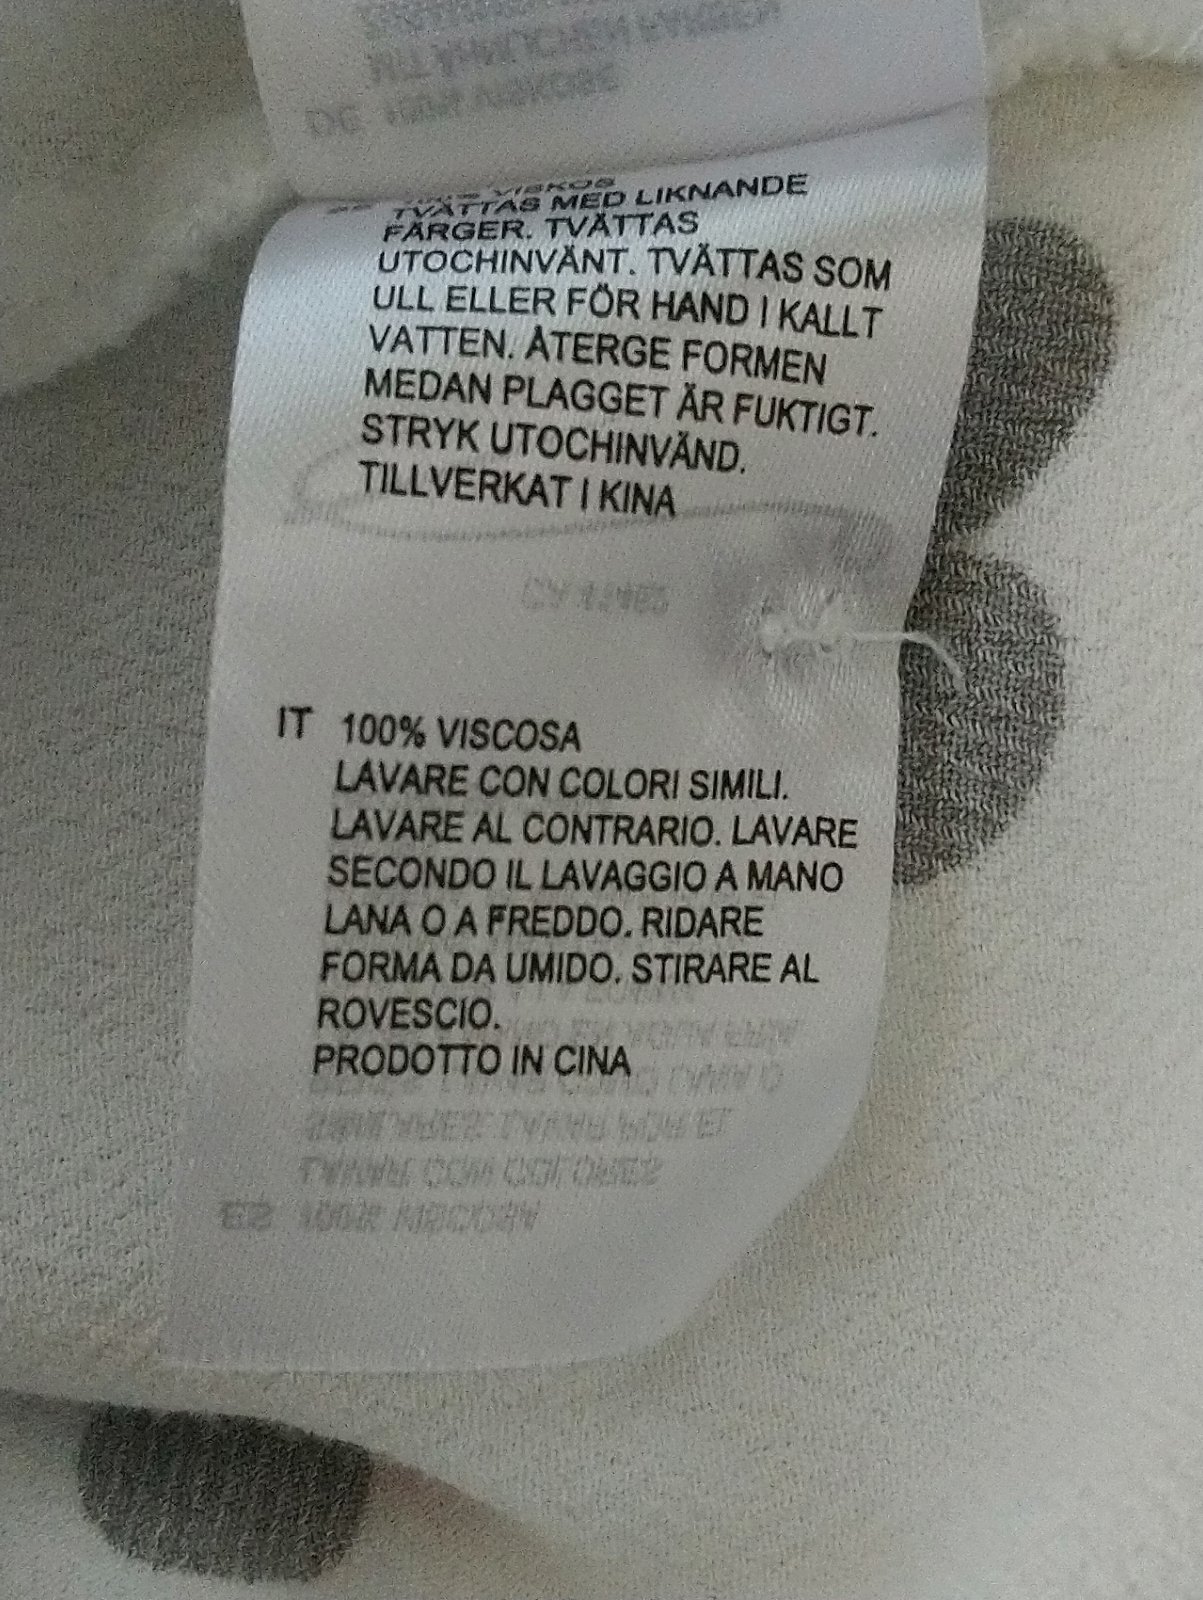 100% VISKOS
TVÄTTAS MED LIKNANDE
FÄRGER. TVÄTTAS
UTOCHINVÄNT. TVÄTTAS SOM
ULL ELLER FÖR HAND I KALLT
VATTEN. ÅTERGE FORMEN
MEDAN PLAGGET ÄR FUKTIGT.
STRYK UTOCHINVÄND.
TILLVERKAT I KINA
IT 100% VISCOSA
LAVARE CON COLORI SIMILI.
LAVARE AL CONTRARIO. LAVARE
SECONDO IL LAVAGGIO A MANO
LANA O A FREDDO. RIDARE
FORMA DA UMIDO. STIRARE AL
ROVESCIO.
PRODOTTO IN CINA